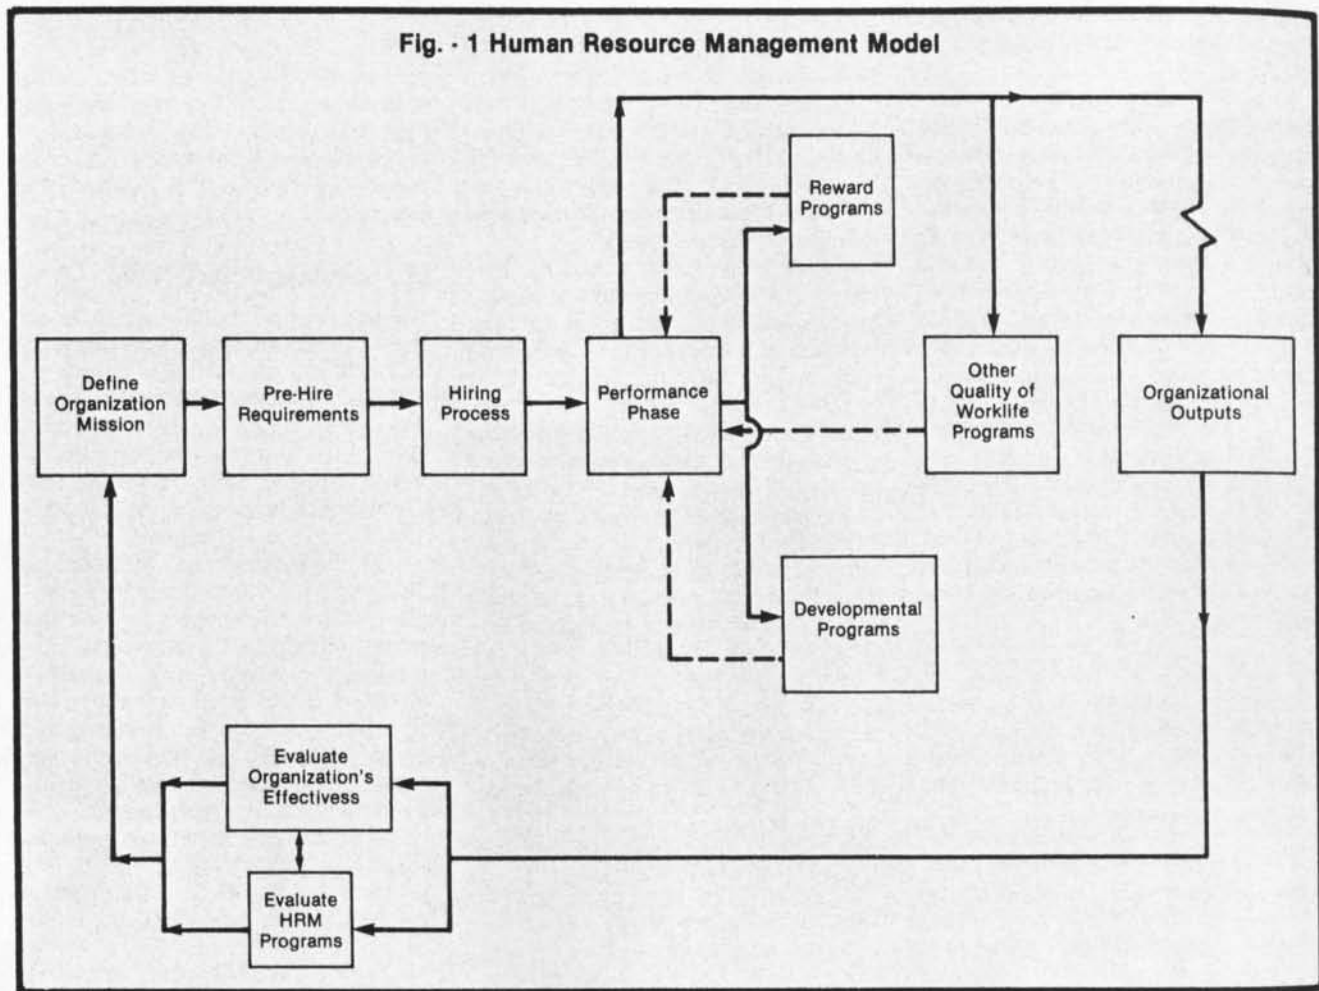 Fig. · 1 Human Resource Management Model
Reward
Programs
Define
Organization
Mission
Pre-Hire
Requirements
Hiring
Process
Performance
Phase
Other
Quality of
Worklife
Programs
Organizational
Outputs
Developmental
Programs
Evaluate
Organization's
Effectivess
Evaluate
HRM
Programs